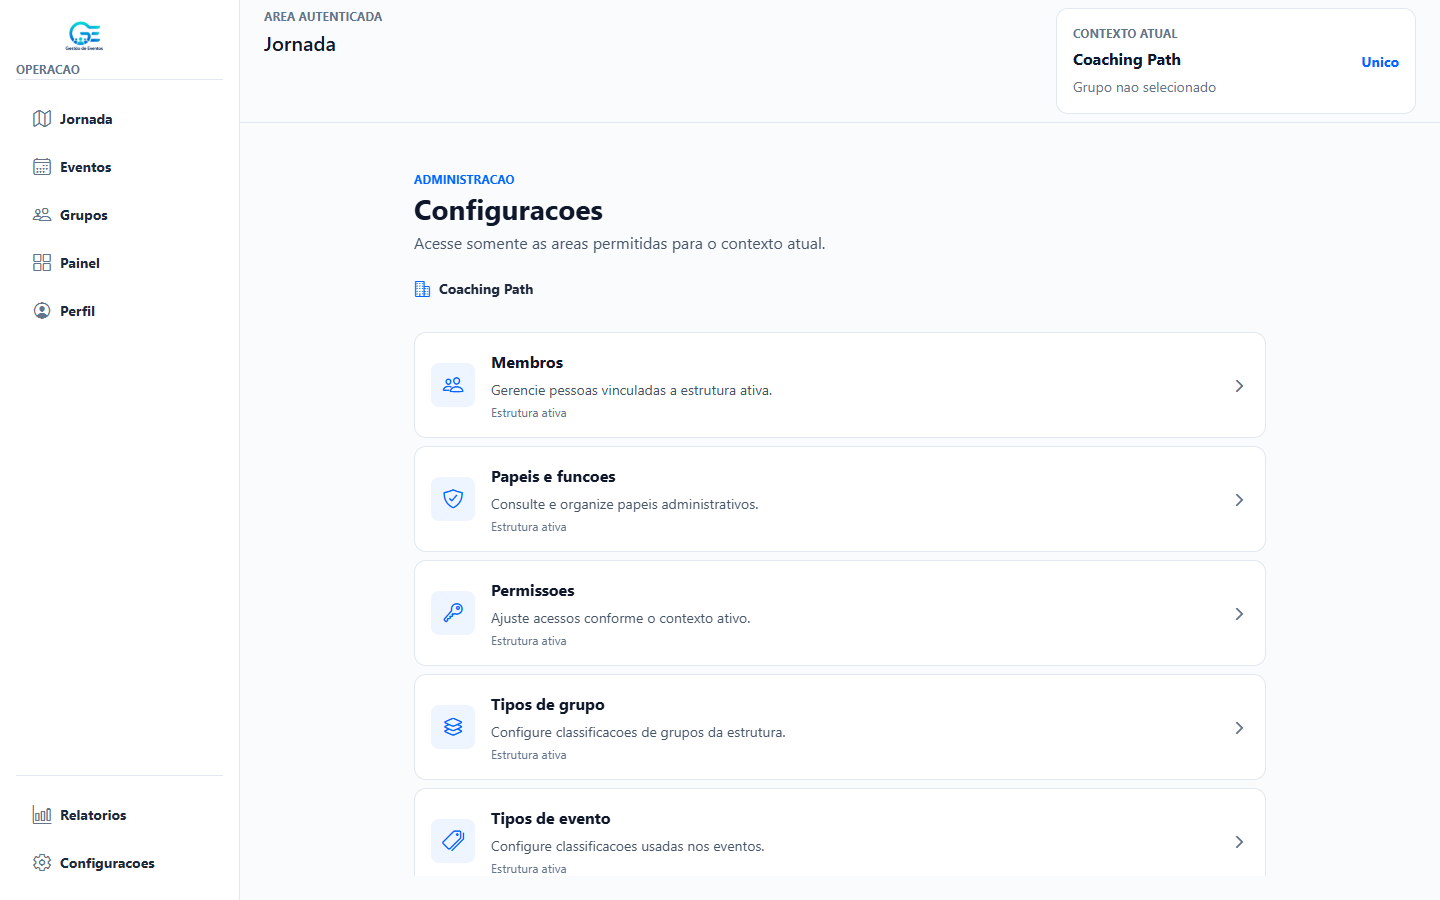 GE
Gestão de Eventos
OPERACAO
Jornada
Eventos
Grupos
Painel
Perfil
Relatorios
Configuracoes
AREA AUTENTICADA
Jornada
CONTEXTO ATUAL
Coaching Path
Unico
Grupo nao selecionado
ADMINISTRACAO
Configuracoes
Acesse somente as areas permitidas para o contexto atual.
Coaching Path
Membros
Gerencie pessoas vinculadas a estrutura ativa.
Estrutura ativa
Papeis e funcoes
Consulte e organize papeis administrativos.
Estrutura ativa
Permissoes
Ajuste acessos conforme o contexto ativo.
Estrutura ativa
Tipos de grupo
Configure classificacoes de grupos da estrutura.
Estrutura ativa
Tipos de evento
Configure classificacoes usadas nos eventos.
Estrutura ativa